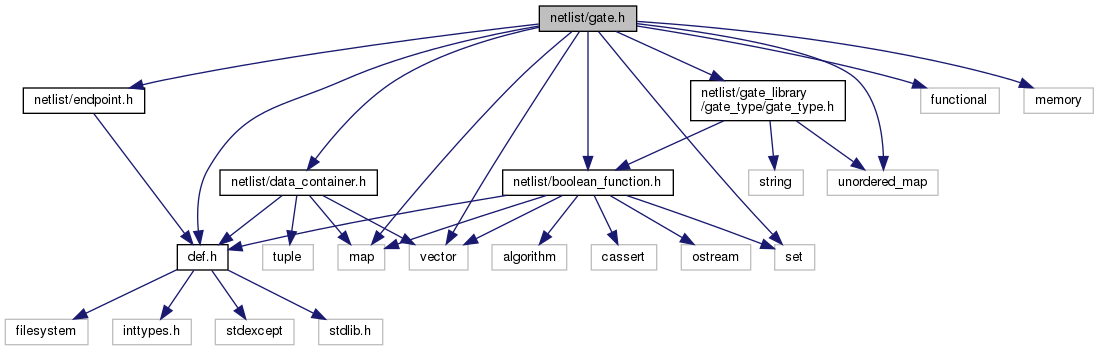 netlist/gate.h
netlist/endpoint.h
netlist/gate_library
/gate_type/gate_type.h
functional
memory
netlist/data_container.h
netlist/boolean_function.h
string
unordered_map
def.h
tuple
map
vector
algorithm
cassert
ostream
set
filesystem
inttypes.h
stdexcept
stdlib.h